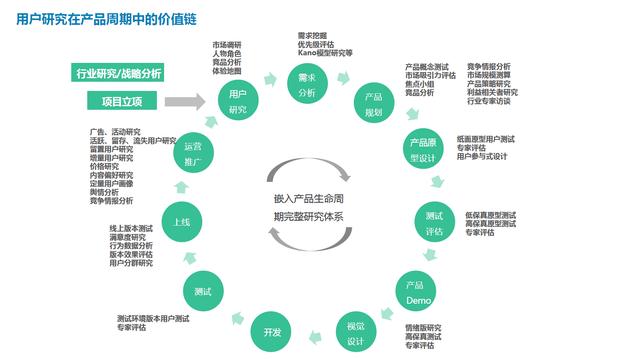 用户研究在产品周期中的价值链
行业研究/战略分析
项目立项
市场调研
人物角色
竞品分析
体验地图
用户
研究
需求挖掘
优先级评估
Kano模型研究等
需求
分析
产品
规划
产品概念测试
市场吸引力评估
焦点小组
竞品分析
竞争情报分析
市场规模测算
产品策略研究
利益相关者研究
行业专家访谈
产品原
型设计
纸面原型用户测试
专家评估
用户参与式设计
测试
评估
低保真原型测试
高保真原型测试
专家评估
产品
Demo
情绪版研究
高保真测试
专家评估
视觉
设计
开发
测试
测试环境版本用户测试
专家评估
上线
线上版本测试
满意度研究
行为数据分析
版本效果评估
用户分群研究
运营
推广
广告、活动研究
活跃、留存、流失用户研究
留置用户研究
增量用户研究
价格研究
内容偏好研究
定量用户画像
舆情分析
竞争情报分析
嵌入产品生命周
期完整研究体系